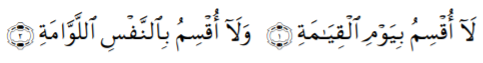 لَآ أُقْسِمُ بِيَوْمِ ٱلْقِيَـٰمَةِ ۝١ وَلَآ أُقْسِمُ بِٱلنَّفْسِ ٱللَّوَّامَةِ ۝٢